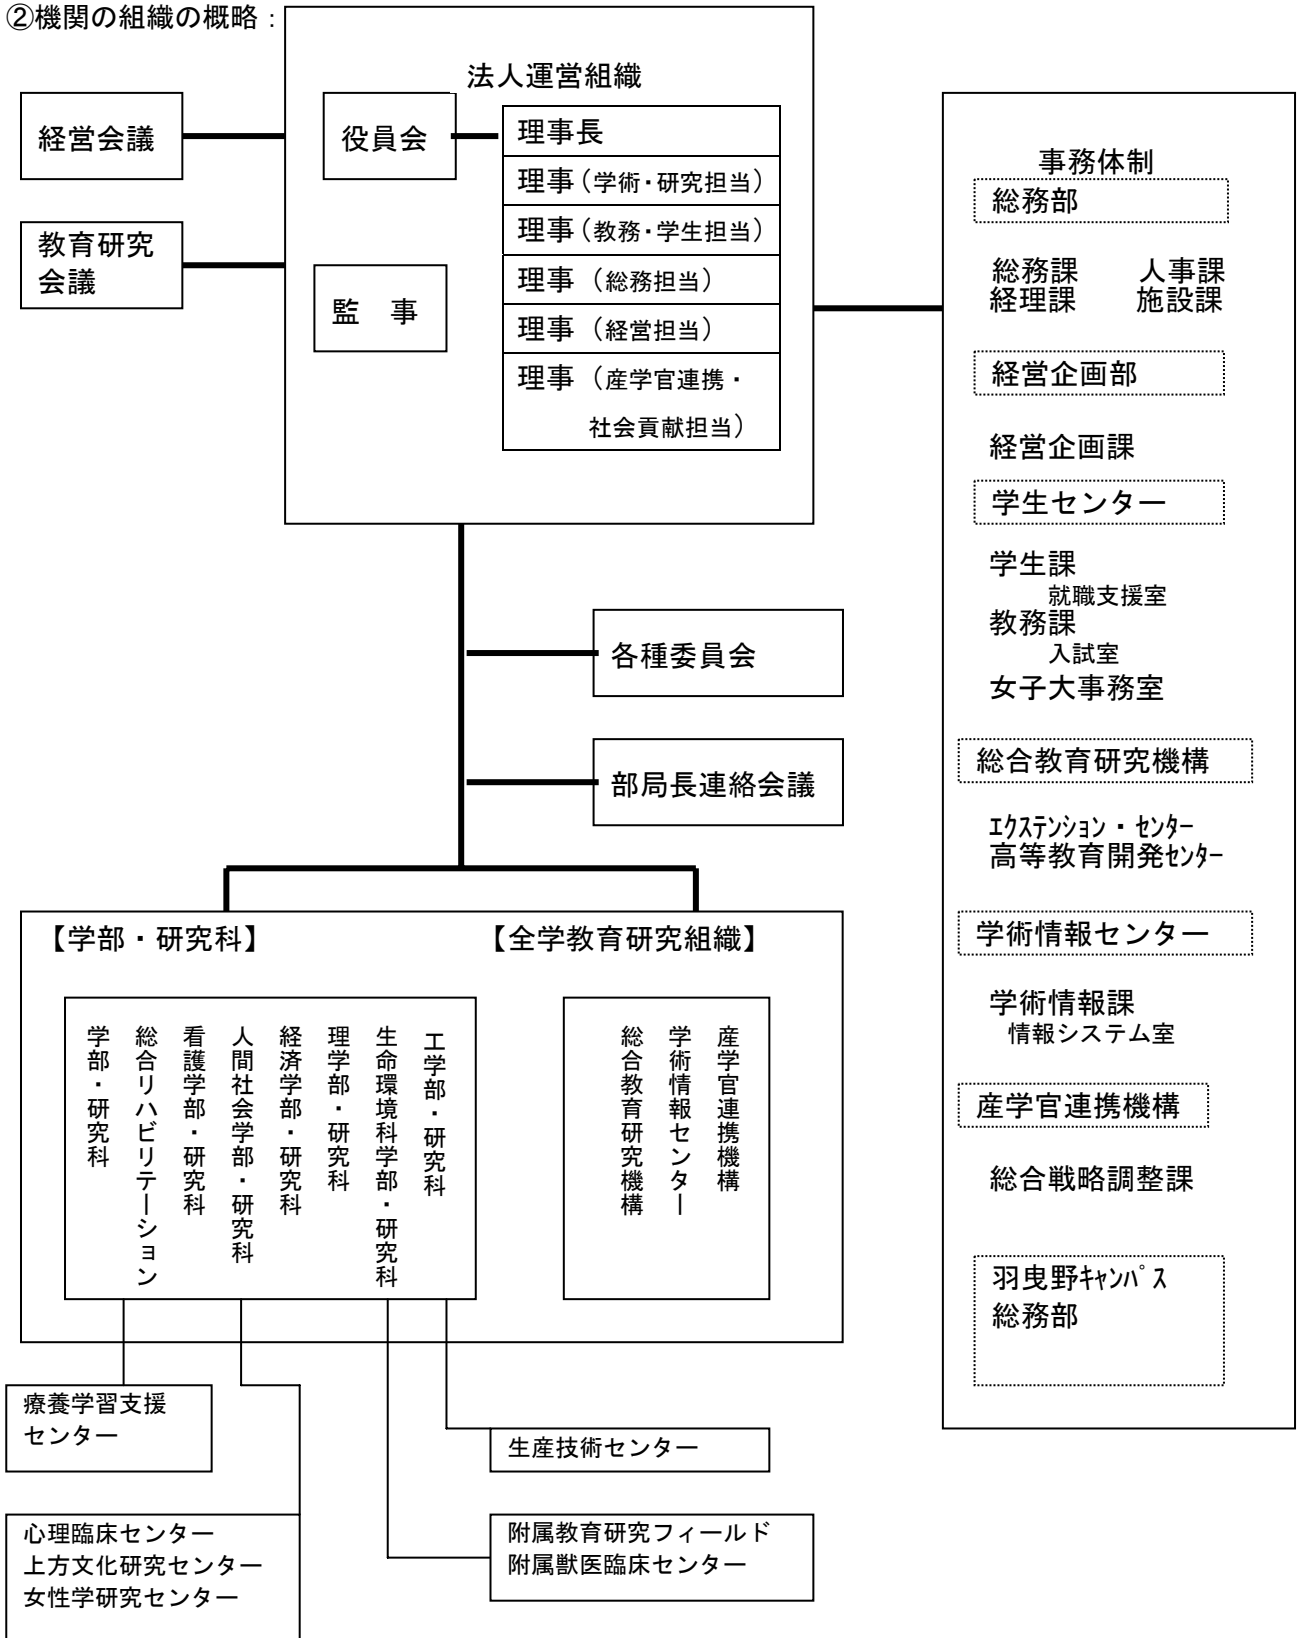 ②機関の組織の概略：
法人運営組織
経営会議
教育研究
会議
役員会
監　事
理事長
理事（学術・研究担当）
理事（教務・学生担当）
理事（総務担当）
理事（経営担当）
理事（産学官連携・
社会貢献担当）
事務体制
総務部
総務課　人事課
経理課　施設課
経営企画部
経営企画課
学生センター
学生課
就職支援室
教務課
入試室
女子大事務室
総合教育研究機構
ｴｸｽﾃﾝｼｮﾝ・ｾﾝﾀｰ
高等教育開発ｾﾝﾀｰ
学術情報センター
学術情報課
情報システム室
産学官連携機構
総合戦略調整課
羽曳野ｷｬﾝﾊﾟｽ
総務部
各種委員会
部局長連絡会議
【学部・研究科】
【全学教育研究組織】
工学部・研究科
生命環境科学部・研究科
理学部・研究科
経済学部・研究科
人間社会学部・研究科
看護学部・研究科
総合リハビリテーション
学部・研究科
産学官連携機構
学術情報センター
総合教育研究機構
療養学習支援
センター
生産技術センター
心理臨床センター
上方文化研究センター
女性学研究センター
附属教育研究フィールド
附属獣医臨床センター